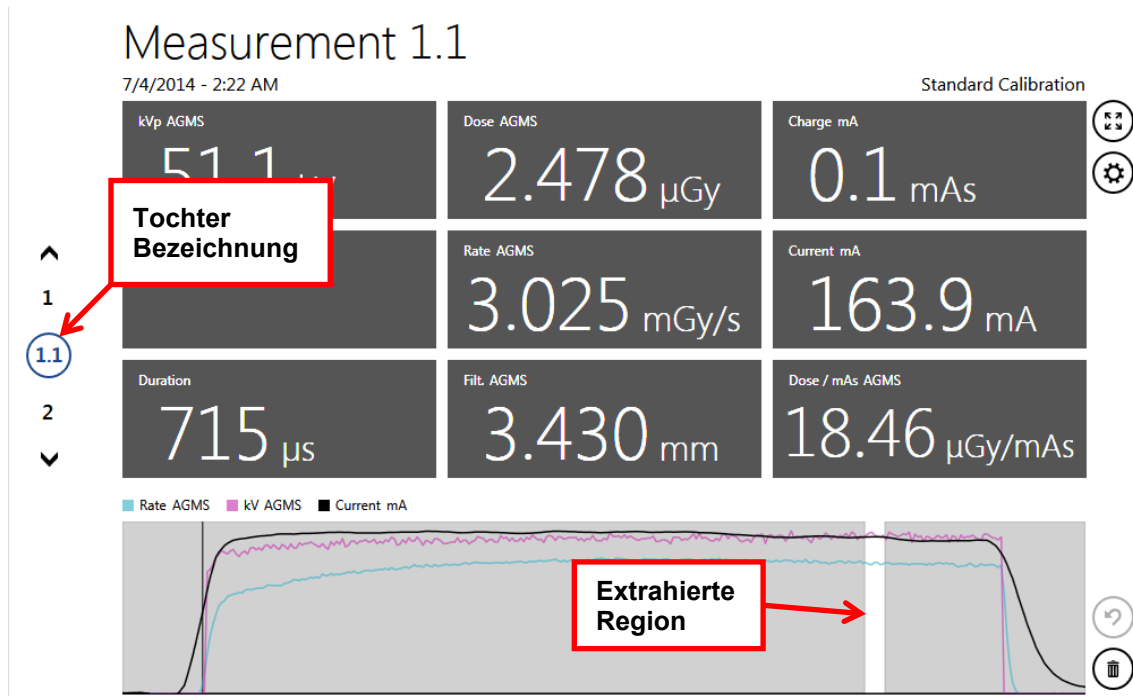 Measurement 1.1
7/4/2014 - 2:22 AM
Standard Calibration
kVp AGMS
51.1
Dose AGMS
2.478 µGy
Charge mA
0.1 mAs
Tochter
Bezeichnung
Rate AGMS
3.025 mGy/s
Current mA
163.9 mA
1
1.1
2
Duration
715 µs
Filt. AGMS
3.430 mm
Dose / mAs AGMS
18.46 µGy/mAs
Rate AGMS kV AGMS Current mA
Extrahierte
Region